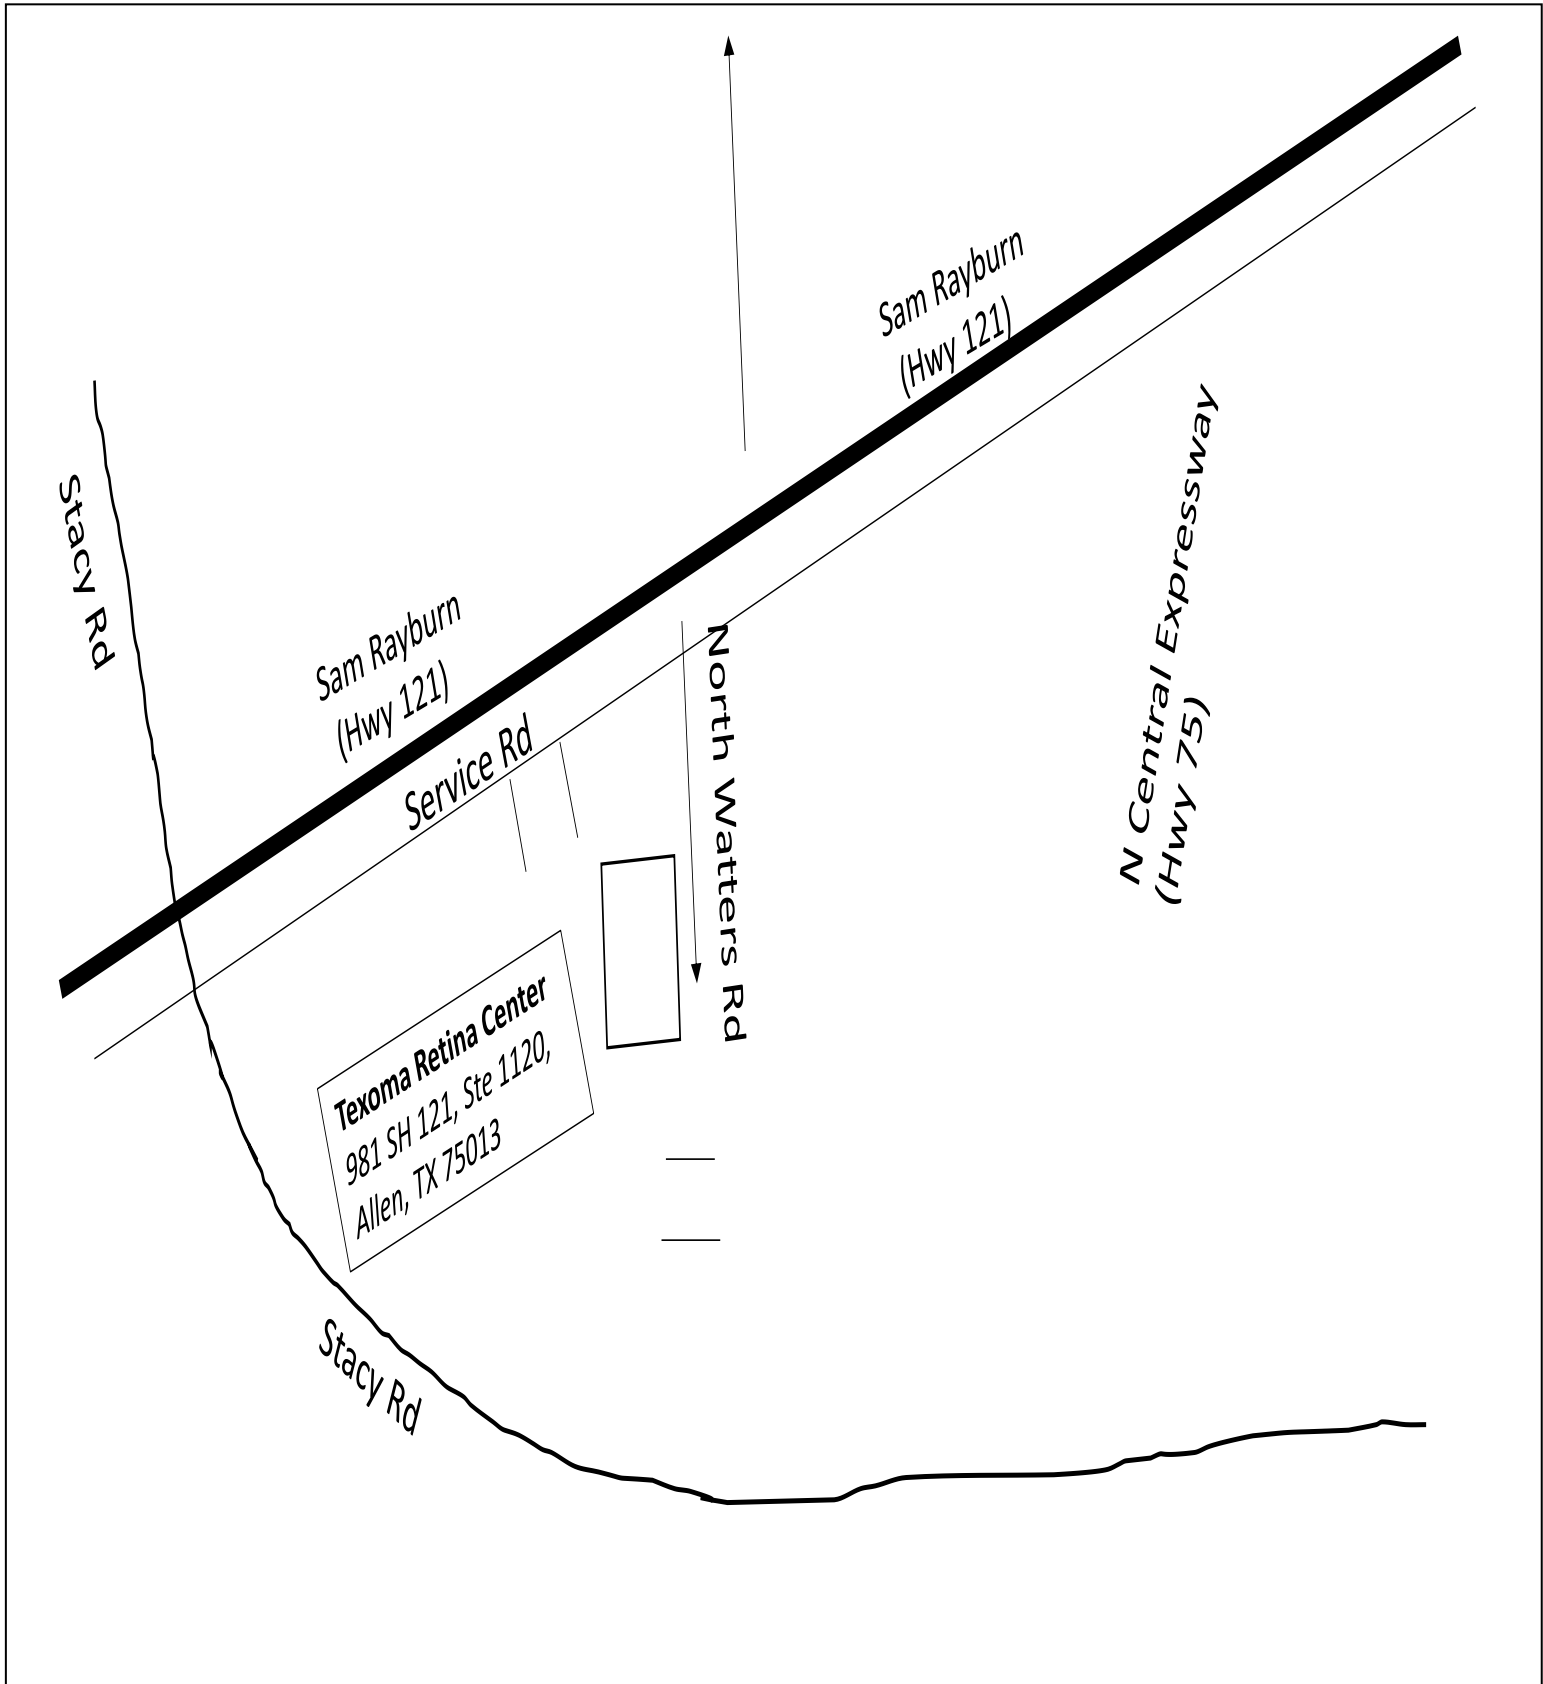 Sam Rayburn
(Hwy 121)
Stacy Rd
N Central Expressway
(Hwy 75)
Sam Rayburn
(Hwy 121)
Service Rd
North Watters Rd
Texoma Retina Center
981 SH 121, Ste 1120,
Allen, TX 75013
Stacy Rd